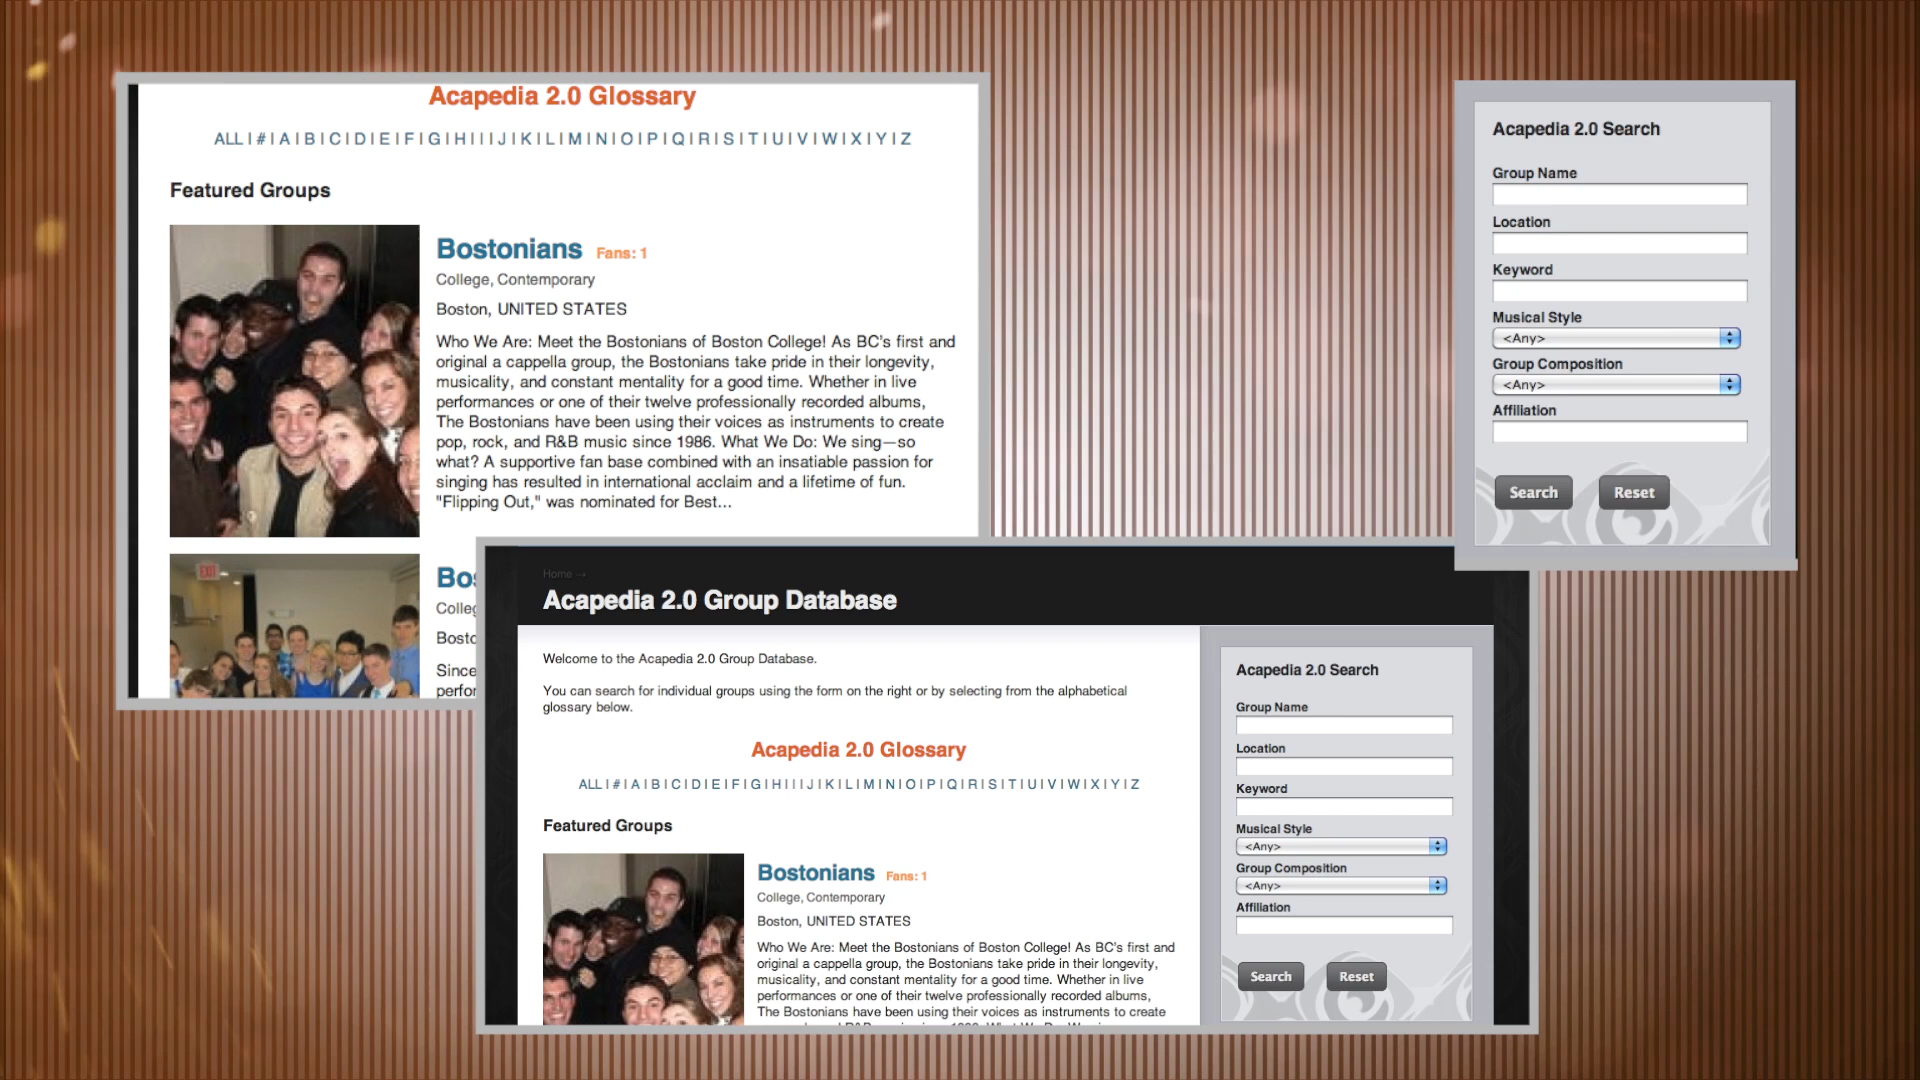 Acapedia 2.0 Glossary
ALL | # | A | B | C | D | E | F | G | H | I | J | K | L | M | N | O | P | Q | R | S | T | U | V | W | X | Y | Z
Featured Groups
EXIT
Bostonians Fans: 1
College, Contemporary
Boston, UNITED STATES
Who We Are: Meet the Bostonians of Boston College! As BC's first and
original a cappella group, the Bostonians take pride in their longevity,
musicality, and constant mentality for a good time. Whether in live
performances or one of their twelve professionally recorded albums,
The Bostonians have been using their voices as instruments to create
pop, rock, and R&B music since 1986. What We Do: We sing—so
what? A supportive fan base combined with an insatiable passion for
singing has resulted in international acclaim and a lifetime of fun.
"Flipping Out," was nominated for Best...
Since
Acapedia 2.0 Search
Group Name
Location
Keyword
Musical Style
<Any>
Group Composition
<Any>
Affiliation
Search Reset
Home →
Acapedia 2.0 Group Database
Welcome to the Acapedia 2.0 Group Database.
You can search for individual groups using the form on the right or by selecting from the alphabetical
glossary below.
Acapedia 2.0 Glossary
ALL | # | A | B | C | D | E | F | G | H | I | J | K | L | M | N | O | P | Q | R | S | T | U | V | W | X | Y | Z
Featured Groups
Bostonians Fans: 1
College, Contemporary
Boston, UNITED STATES
Who We Are: Meet the Bostonians of Boston College! As BC's first and
original a cappella group, the Bostonians take pride in their longevity,
musicality, and constant mentality for a good time. Whether in live
performances or one of their twelve professionally recorded albums,
The Bostonians have been using their voices as instruments to create
Acapedia 2.0 Search
Group Name
Location
Keyword
Musical Style
<Any>
Group Composition
<Any>
Affiliation
Search Reset